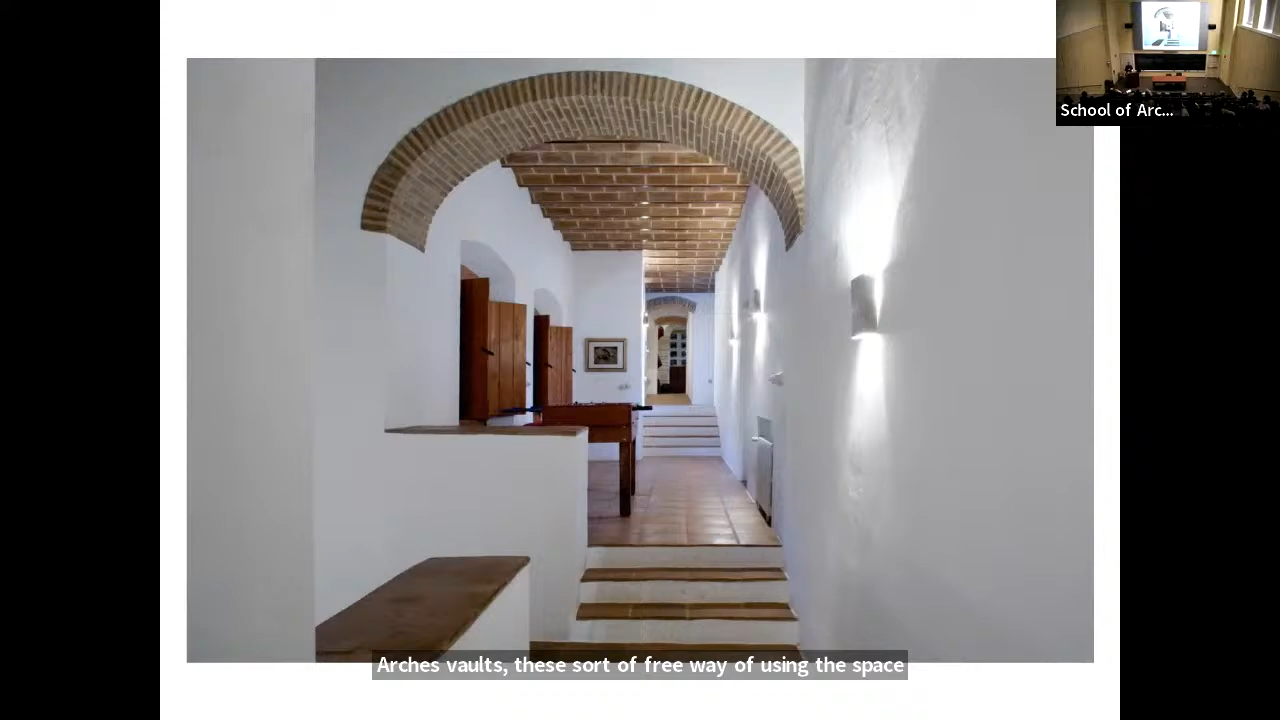 School of Arc...
Arches vaults, these sort of free way of using the space